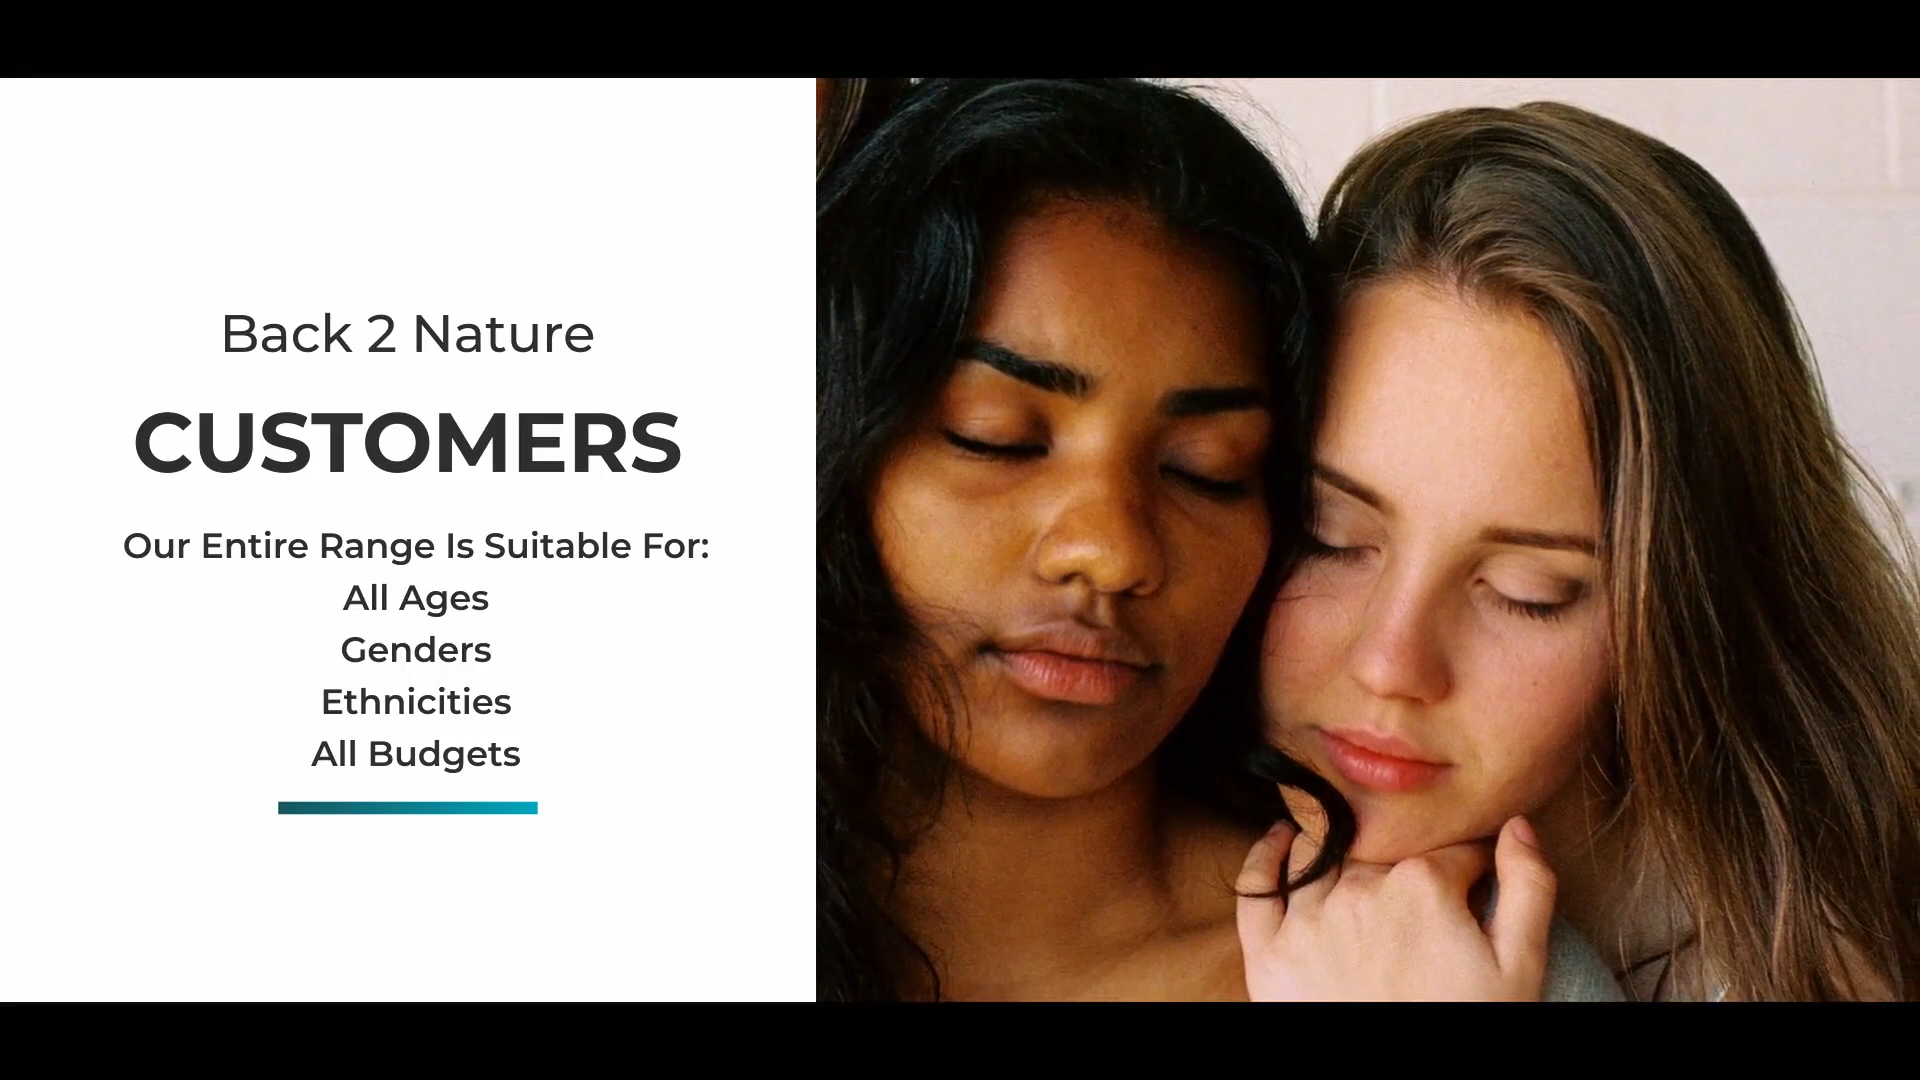 Back 2 Nature
CUSTOMERS
Our Entire Range Is Suitable For:
All Ages
Genders
Ethnicities
All Budgets